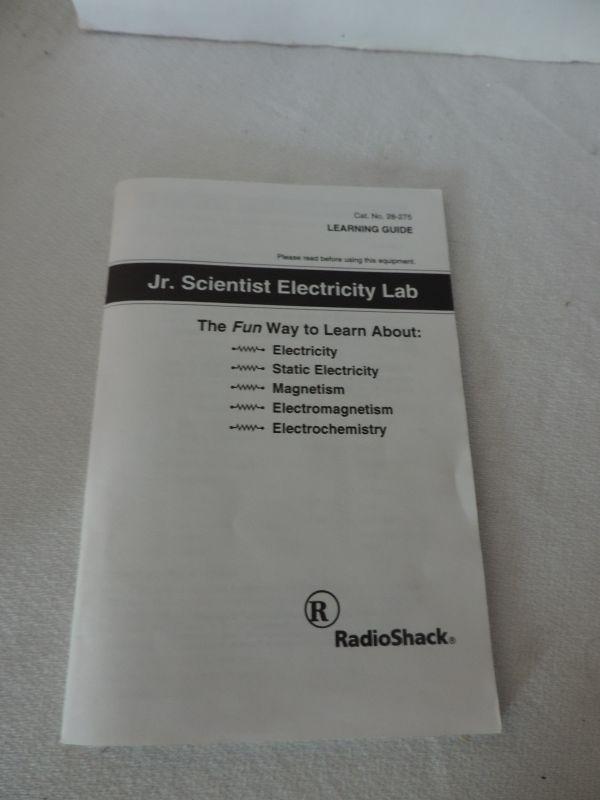 Cat. No. 28-275
LEARNING GUIDE
Please read before using this equipment.
Jr. Scientist Electricity Lab
The Fun Way to Learn About:
Electricity
Static Electricity
Magnetism
Electromagnetism
Electrochemistry
R
RadioShack®